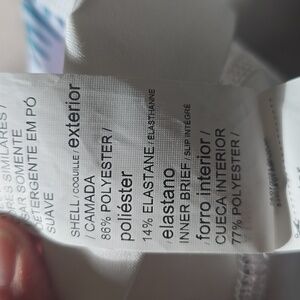 RES SIMILARES /
SAR SOMENTE
DETERGENTE EM PÓ
SUAVE
SHELL / COQUILLE / exterior
/ CAMADA
86% POLYESTER /
poliéster
14% ELASTANE / ÉLASTHANNE
/ elastano
INNER BRIEF / SLIP INTÉGRÉ
/ forro interior /
CUECA INTERIOR
77% POLYESTER /